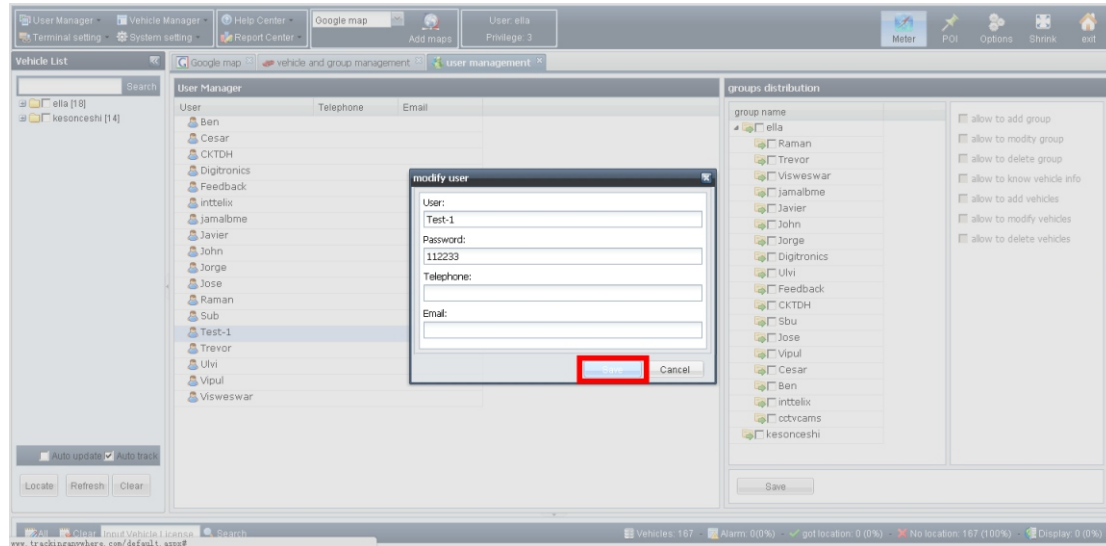 User Manager Vehicle Manager Help Center Google map User: ella
Terminal setting System setting Report Center Add maps Privilege: 3 Meter POI Options Shrink exit
Vehicle List Google map vehicle and group management user management
Search User Manager groups distribution
ella [18] User Telephone Email group name
kesonceshi [14] Ben ella allow to add group
Cesar Raman allow to modity group
CKTDH Trevor allow to delete group
Digitronics Visweswar allow to know vehicle info
Feedback jamalbme allow to add vehicles
inttelix Javier allow to modify vehicles
jamalbme John allow to delete vehicles
Javier Jorge
John Digitronics
Jorge Ulvi
Jose Feedback
Raman CKTDH
Sub Sbu
Test-1 Jose
Trevor Vipul
Ulvi Cesar
Vipul Ben
Visweswar inttelix
cctvcams
kesonceshi
modify user
User:
Test-1
Password:
112233
Telephone:
Email:
Save Cancel
Auto update Auto track
Locate Refresh Clear Save
All Clear Input Vehicle License Search Vehicles: 167 Alarm: 0(0%) got location: 0 (0%) No location: 167 (100%) Display: 0 (0%)
www.trackinganywhere.com/default.aspx#